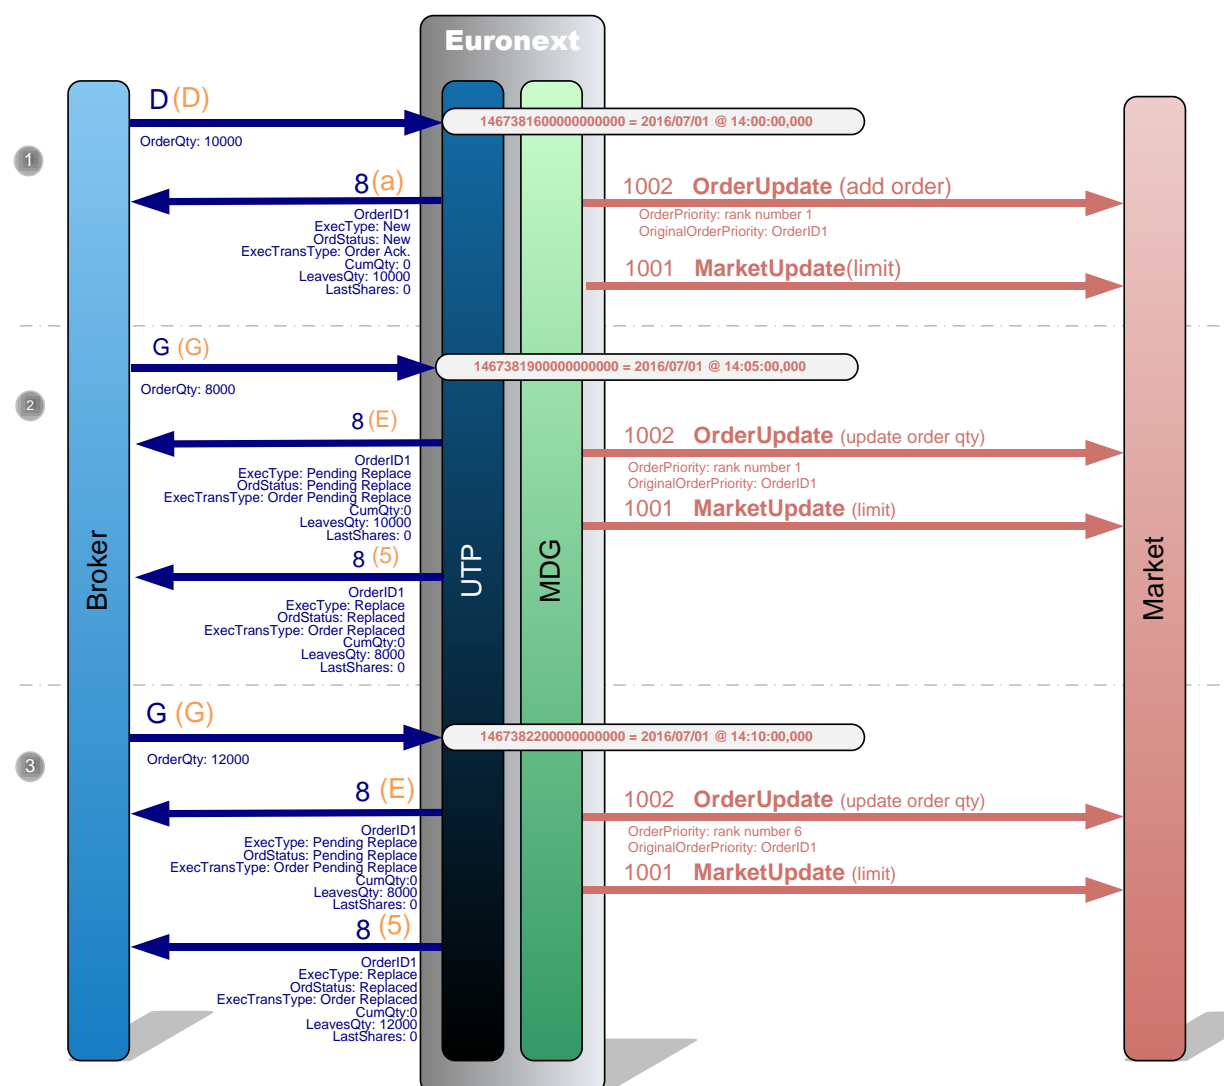 Euronext
D (D)
1467381600000000000 = 2016/07/01 @ 14:00:00,000
OrderQty: 10000
1
8 (a)
OrderID1
ExecType: New
OrdStatus: New
ExecTransType: Order Ack.
CumQty: 0
LeavesQty: 10000
LastShares: 0
1002 OrderUpdate (add order)
OrderPriority: rank number 1
OriginalOrderPriority: OrderID1
1001 MarketUpdate(limit)
G (G)
1467381900000000000 = 2016/07/01 @ 14:05:00,000
OrderQty: 8000
2
8 (E)
OrderID1
ExecType: Pending Replace
OrdStatus: Pending Replace
ExecTransType: Order Pending Replace
CumQty:0
LeavesQty: 10000
LastShares: 0
1002 OrderUpdate (update order qty)
OrderPriority: rank number 1
OriginalOrderPriority: OrderID1
1001 MarketUpdate (limit)
8 (5)
OrderID1
ExecType: Replace
OrdStatus: Replaced
ExecTransType: Order Replaced
CumQty:0
LeavesQty: 8000
LastShares: 0
Broker
UTP
MDG
Market
G (G)
1467382200000000000 = 2016/07/01 @ 14:10:00,000
OrderQty: 12000
3
8 (E)
OrderID1
ExecType: Pending Replace
OrdStatus: Pending Replace
ExecTransType: Order Pending Replace
CumQty:0
LeavesQty: 8000
LastShares: 0
1002 OrderUpdate (update order qty)
OrderPriority: rank number 6
OriginalOrderPriority: OrderID1
1001 MarketUpdate (limit)
8 (5)
OrderID1
ExecType: Replace
OrdStatus: Replaced
ExecTransType: Order Replaced
CumQty:0
LeavesQty: 12000
LastShares: 0